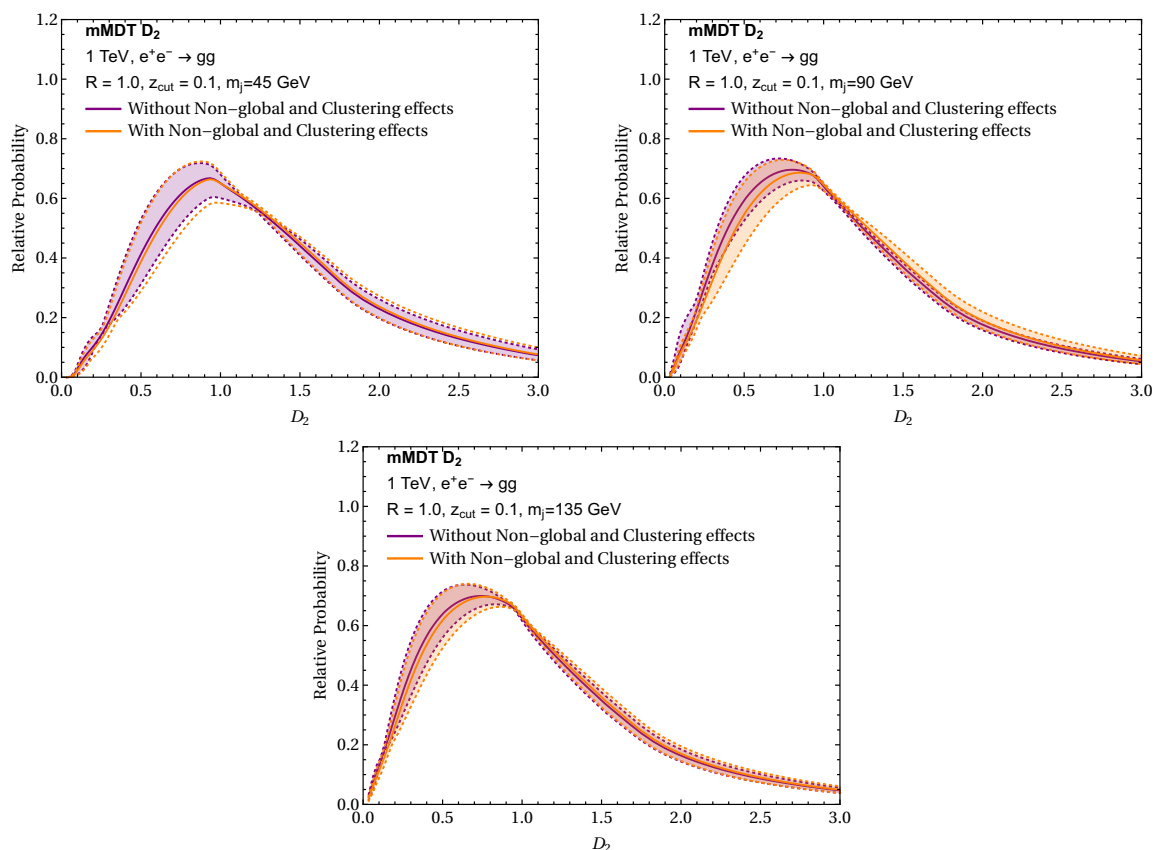 mMDT D₂
1 TeV, e⁺e⁻ → gg
R = 1.0, z_cut = 0.1, m_j=45 GeV
Without Non−global and Clustering effects
With Non−global and Clustering effects
Relative Probability
1.2
1.0
0.8
0.6
0.4
0.2
0.0
0.0 0.5 1.0 1.5 2.0 2.5 3.0
D₂
mMDT D₂
1 TeV, e⁺e⁻ → gg
R = 1.0, z_cut = 0.1, m_j=90 GeV
Without Non−global and Clustering effects
With Non−global and Clustering effects
Relative Probability
1.2
1.0
0.8
0.6
0.4
0.2
0.0
0.0 0.5 1.0 1.5 2.0 2.5 3.0
D₂
mMDT D₂
1 TeV, e⁺e⁻ → gg
R = 1.0, z_cut = 0.1, m_j=135 GeV
Without Non−global and Clustering effects
With Non−global and Clustering effects
Relative Probability
1.2
1.0
0.8
0.6
0.4
0.2
0.0
0.0 0.5 1.0 1.5 2.0 2.5 3.0
D₂